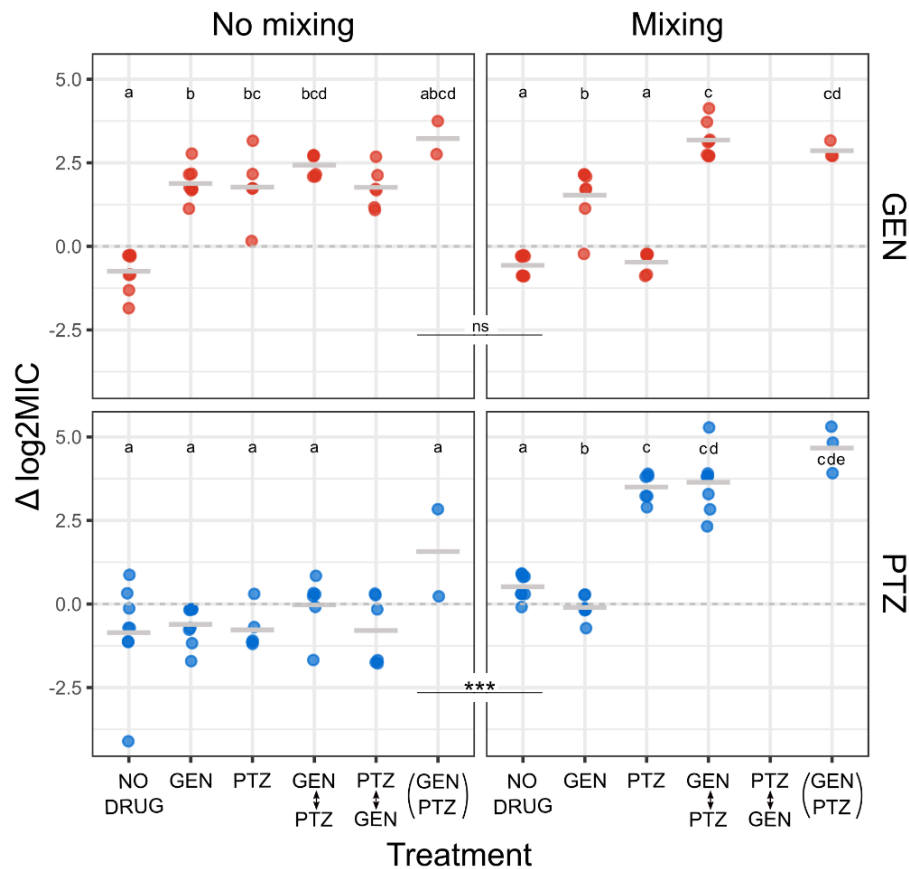 No mixing
Mixing
5.0
2.5
0.0
-2.5
a b bc bcd abcd
a b a c cd
ns
GEN
Δ log2MIC
5.0
2.5
0.0
-2.5
a a a a a
a b c cd cde
***
PTZ
NO DRUG
GEN
PTZ
GEN
PTZ
PTZ
GEN
(GEN
PTZ)
NO DRUG
GEN
PTZ
GEN
PTZ
PTZ
GEN
(GEN
PTZ)
Treatment